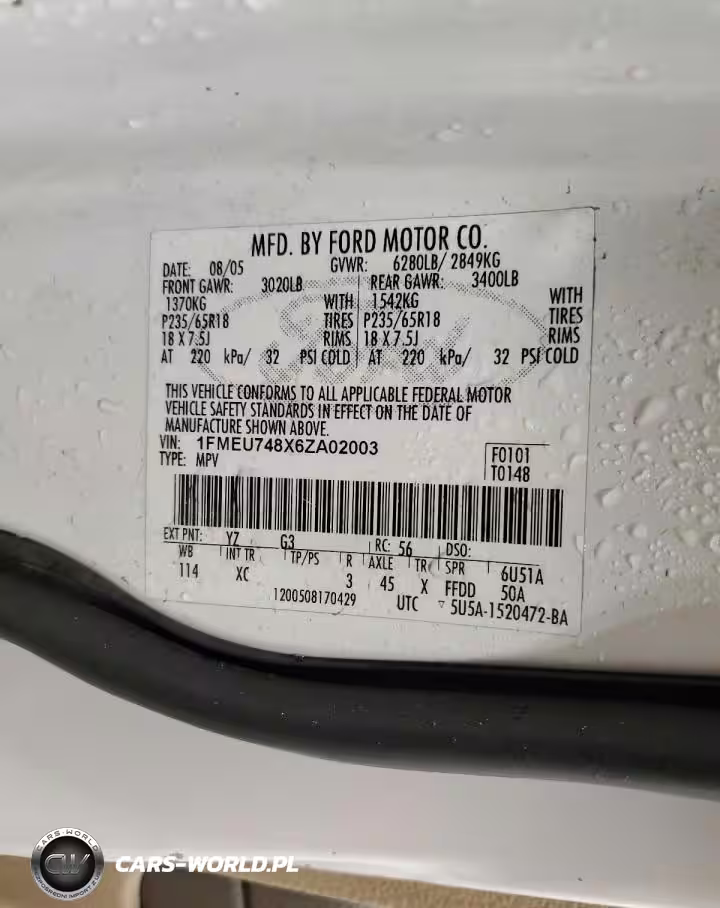 MFD. BY FORD MOTOR CO.
DATE: 08/05 GVWR: 6280LB/ 2849KG
FRONT GAWR: 3020LB REAR GAWR: 3400LB
1370KG WITH 1542KG WITH
P235/65R18 TIRES P235/65R18 TIRES
18 X 7.5J RIMS 18 X 7.5J RIMS
AT 220 kPa/ 32 PSI COLD AT 220 kPa/ 32 PSI COLD
THIS VEHICLE CONFORMS TO ALL APPLICABLE FEDERAL MOTOR
VEHICLE SAFETY STANDARDS IN EFFECT ON THE DATE OF
MANUFACTURE SHOWN ABOVE.
VIN: 1FMEU748X6ZA02003
TYPE: MPV
F0101
T0148
EXT PNT: YZ G3 RC: 56 DSO:
WB INT TR TP/PS R AXLE TR SPR 6U51A
114 XC 3 45 X FFDD 50A
1200508170429 UTC ▽ 5U5A-1520472-BA
Ford
CARS-WORLD
CW
CARS-WORLD.PL